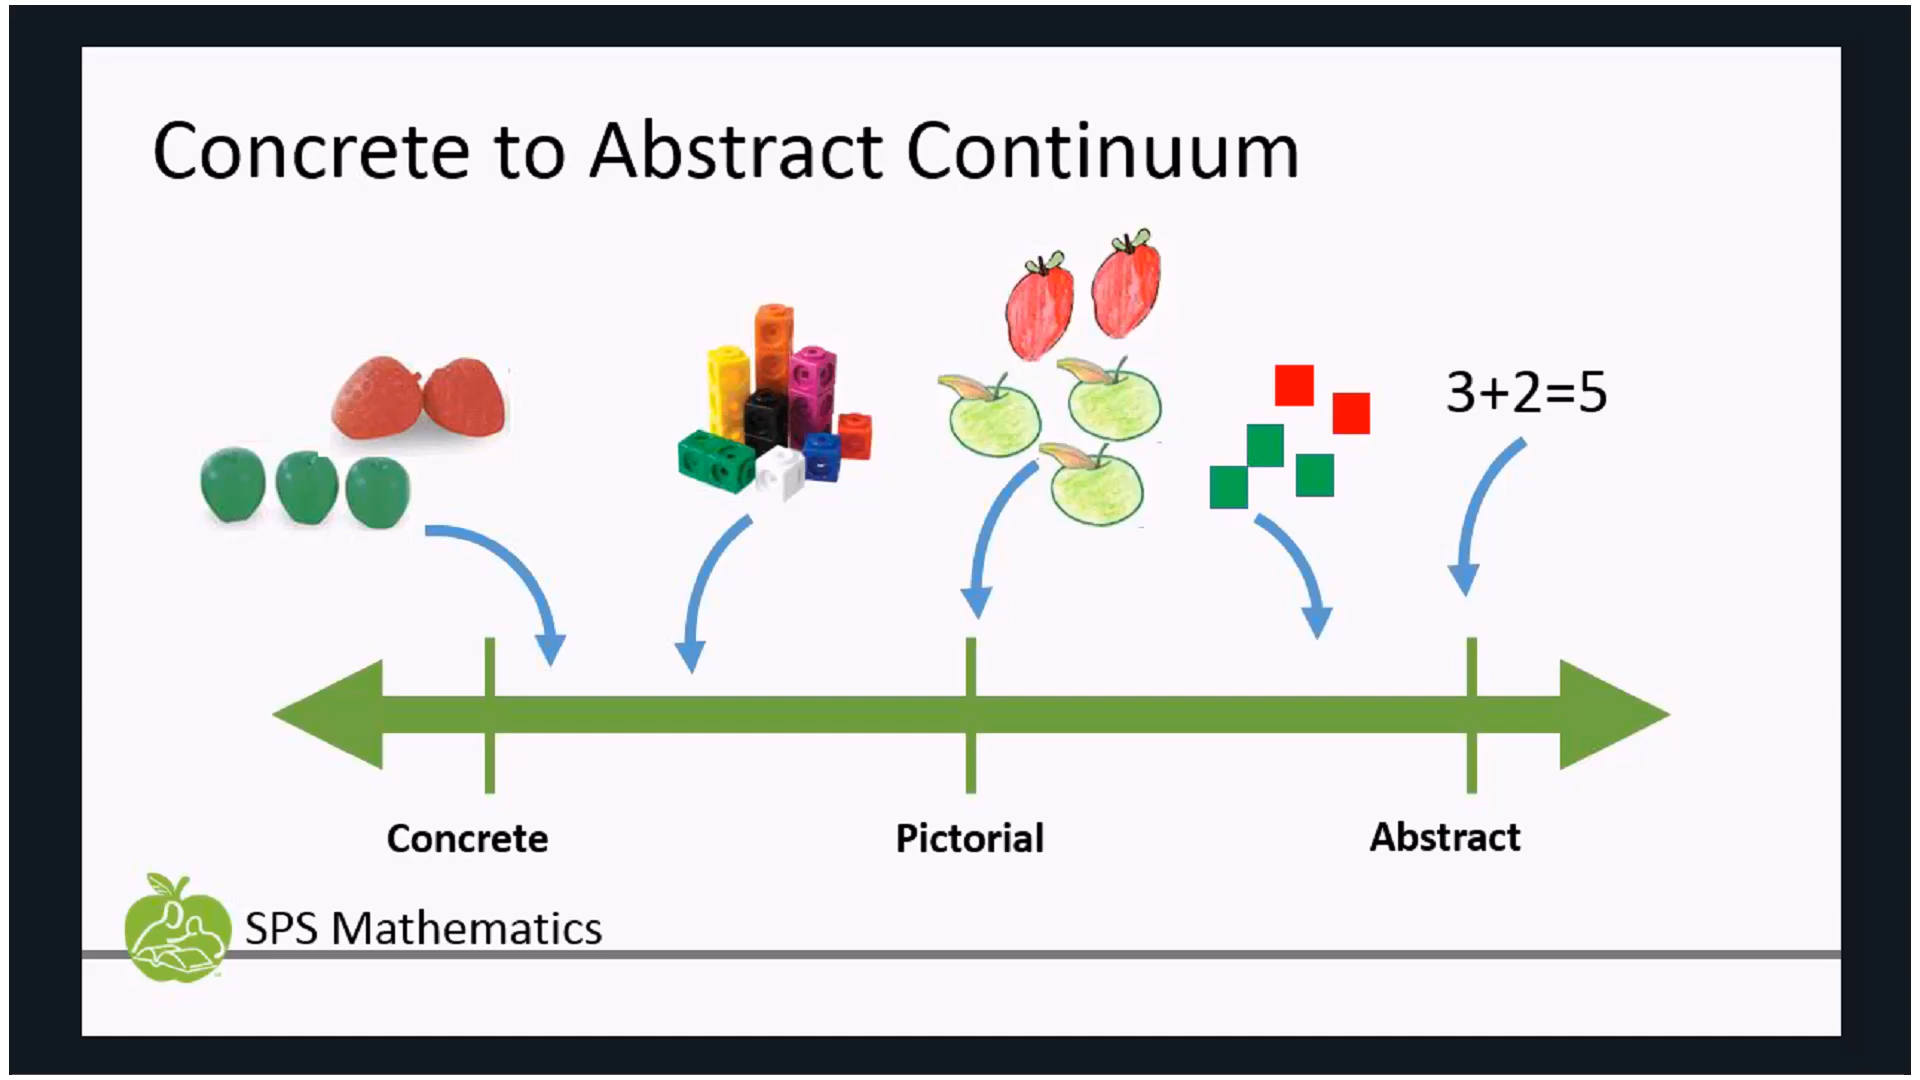 Concrete to Abstract Continuum
3+2=5
Concrete
Pictorial
Abstract
SPS Mathematics